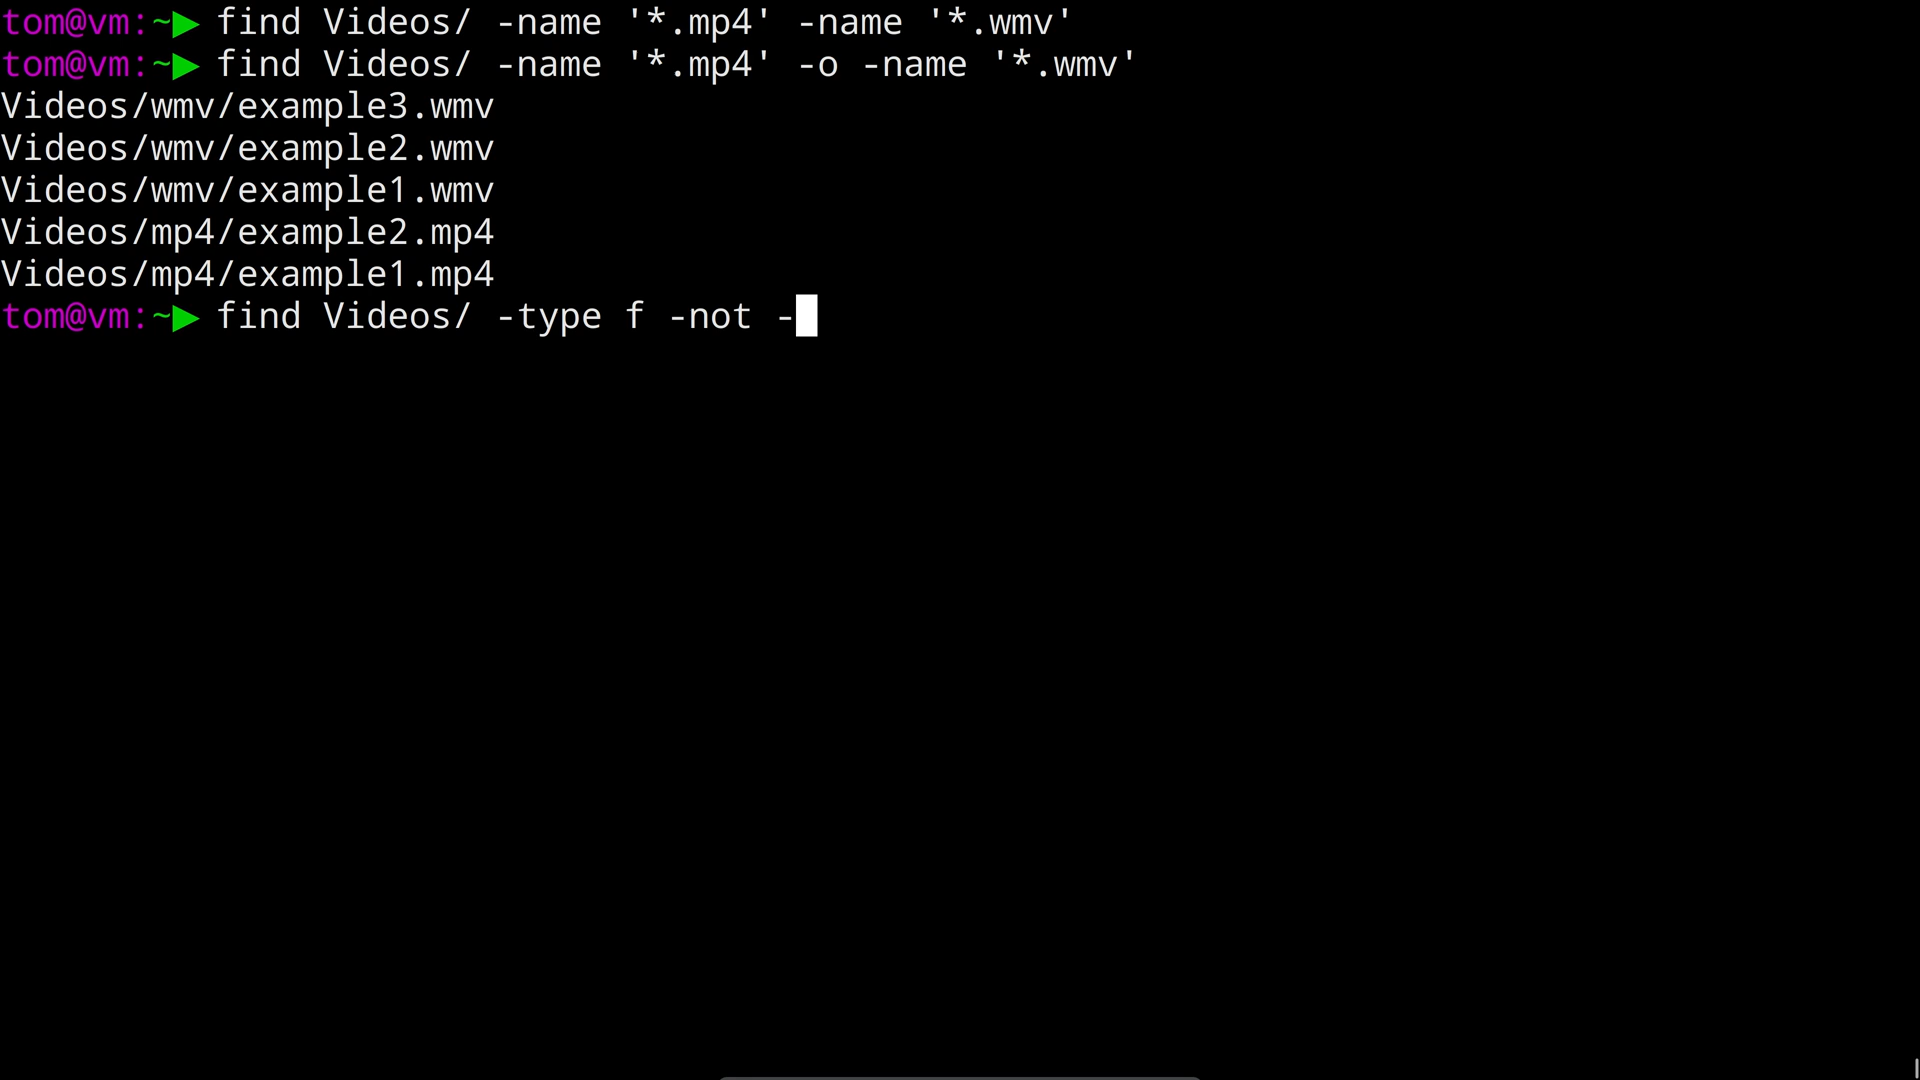 tom@vm:~▶ find Videos/ -name '*.mp4' -name '*.wmv'
tom@vm:~▶ find Videos/ -name '*.mp4' -o -name '*.wmv'
Videos/wmv/example3.wmv
Videos/wmv/example2.wmv
Videos/wmv/example1.wmv
Videos/mp4/example2.mp4
Videos/mp4/example1.mp4
tom@vm:~▶ find Videos/ -type f -not -